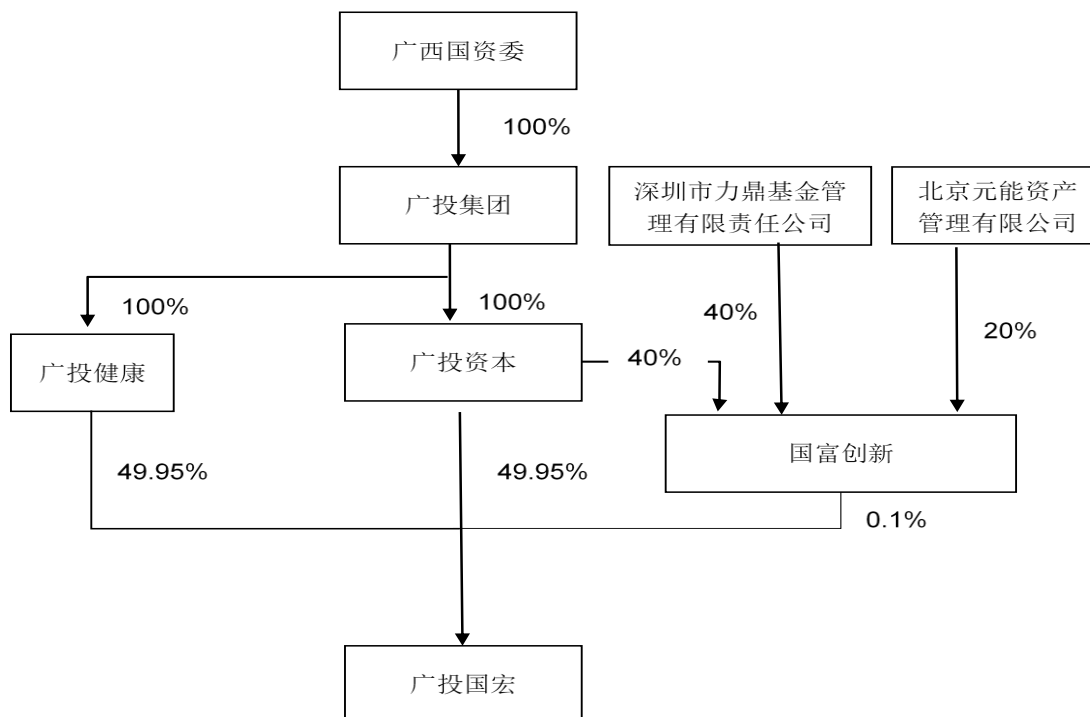 广西国资委
100%
广投集团
深圳市力鼎基金管
理有限责任公司
北京元能资产
管理有限公司
100%
100%
40%
20%
广投健康
广投资本
40%
国富创新
49.95%
49.95%
0.1%
广投国宏